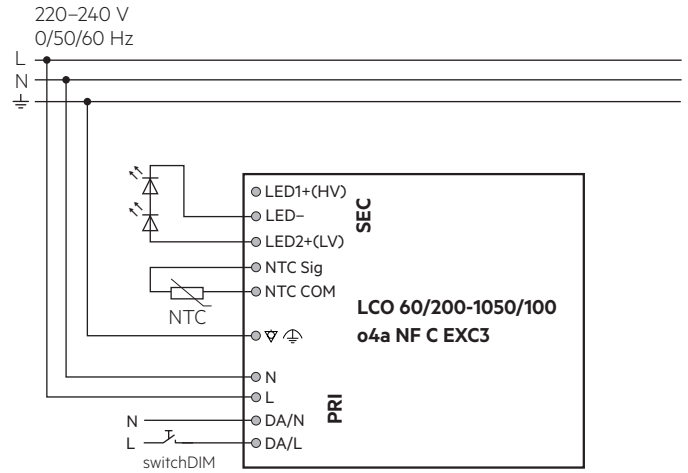 220–240 V
0/50/60 Hz
L
N
LED1+(HV)
LED–
LED2+(LV)
SEC
NTC Sig
NTC COM
NTC
LCO 60/200-1050/100
o4a NF C EXC3
N
L
PRI
N
DA/N
L
DA/L
switchDIM